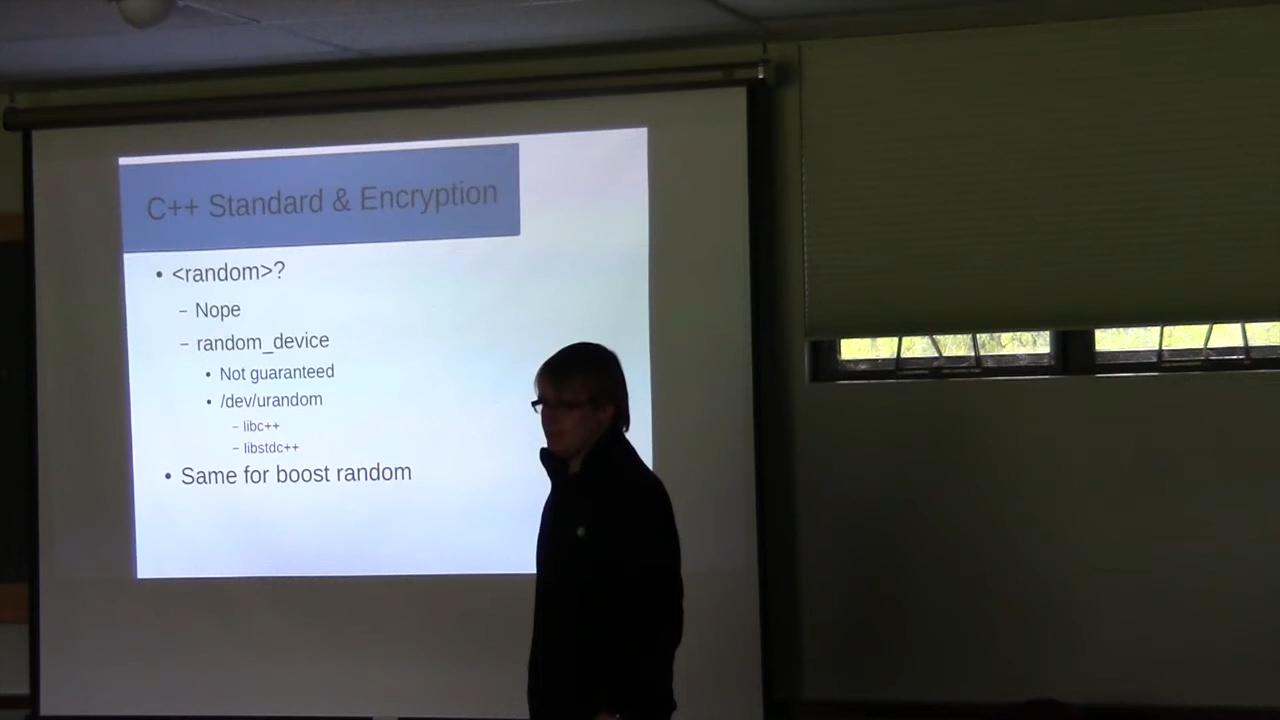 C++ Standard & Encryption
• <random>?
– Nope
– random_device
• Not guaranteed
• /dev/urandom
– libc++
– libstdc++
• Same for boost random